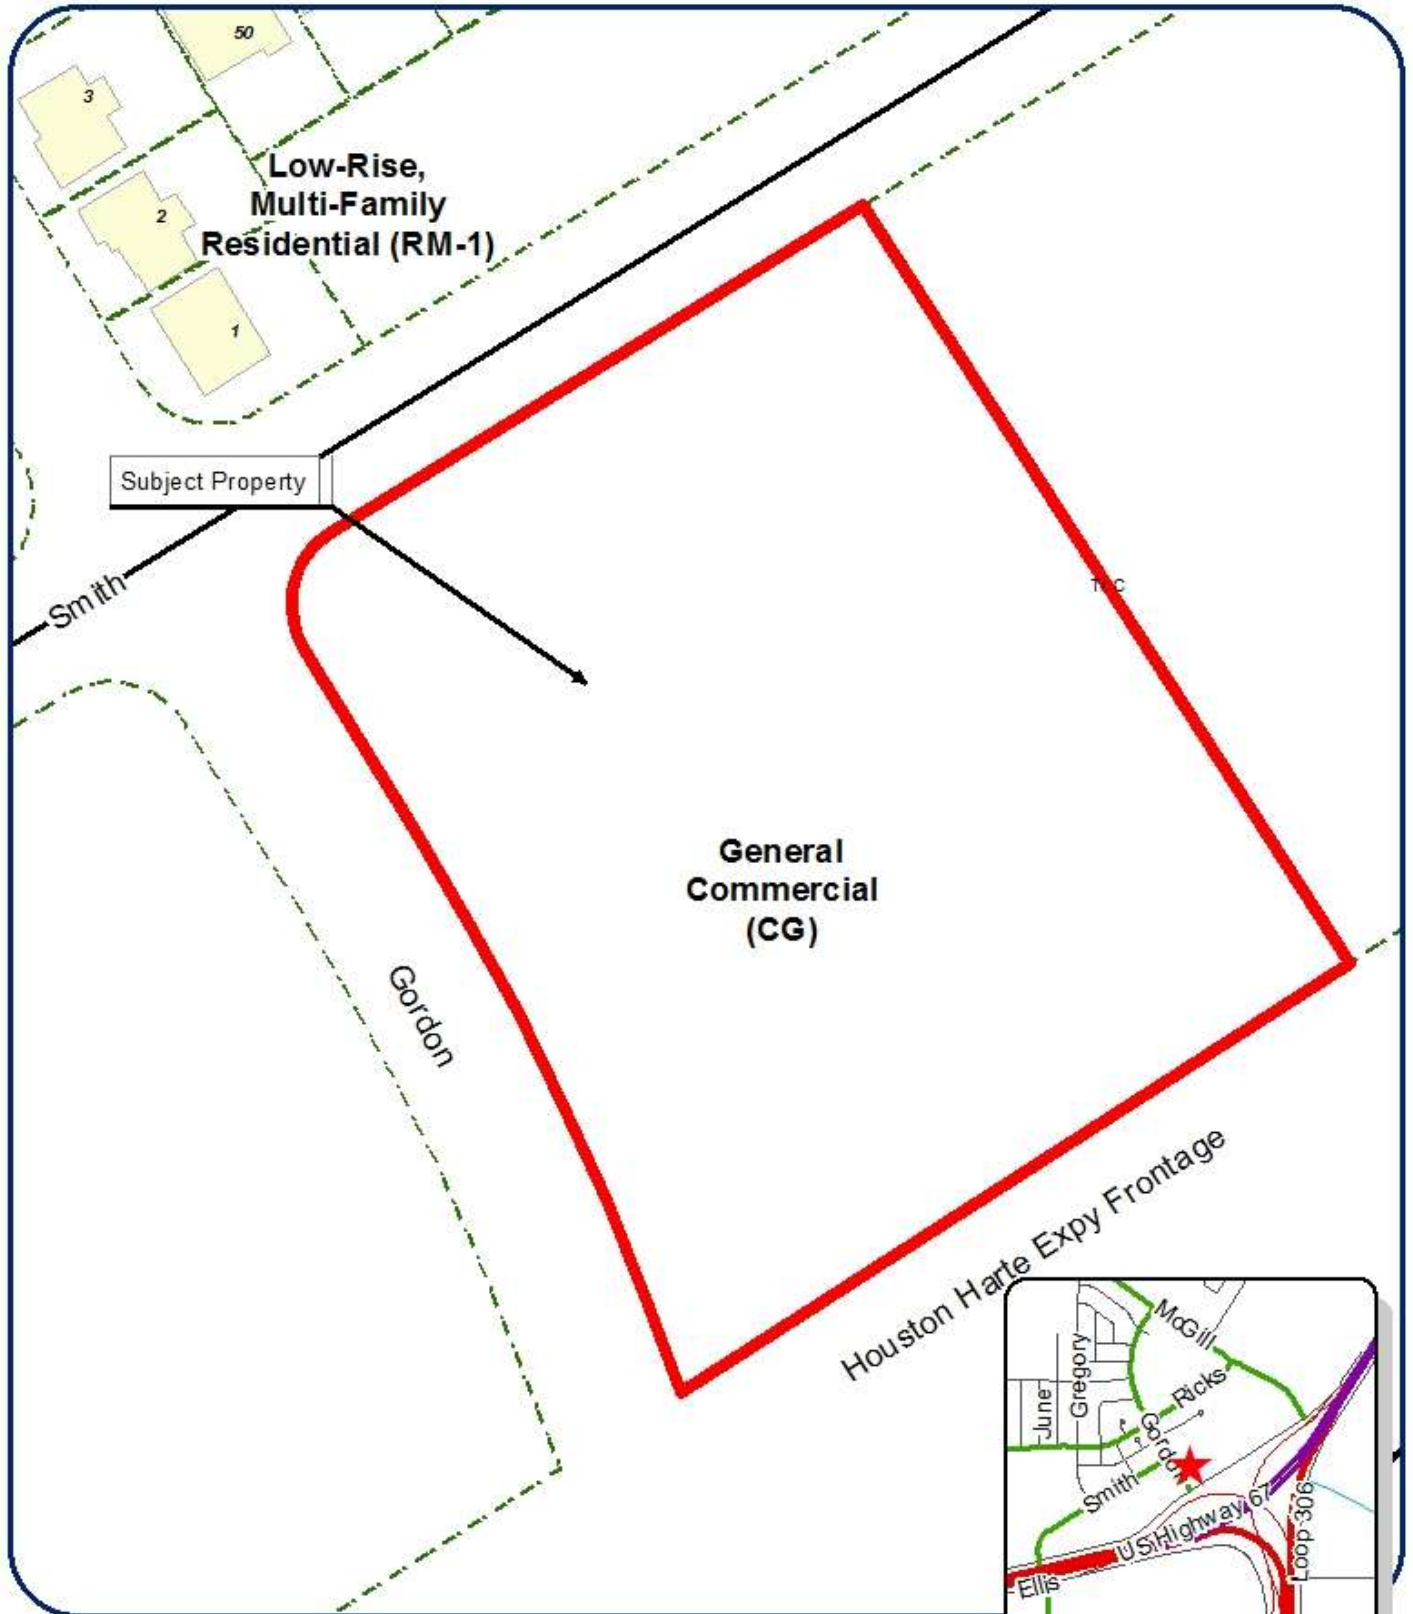 50
3
2
1
Low-Rise,
Multi-Family
Residential (RM-1)
Subject Property
Smith
General
Commercial
(CG)
Gordon
Houston Harte Expy Frontage
McGill
Gregory
June
Ricks
Gordon
Smith
US Highway 67
Loop 306
Ellis